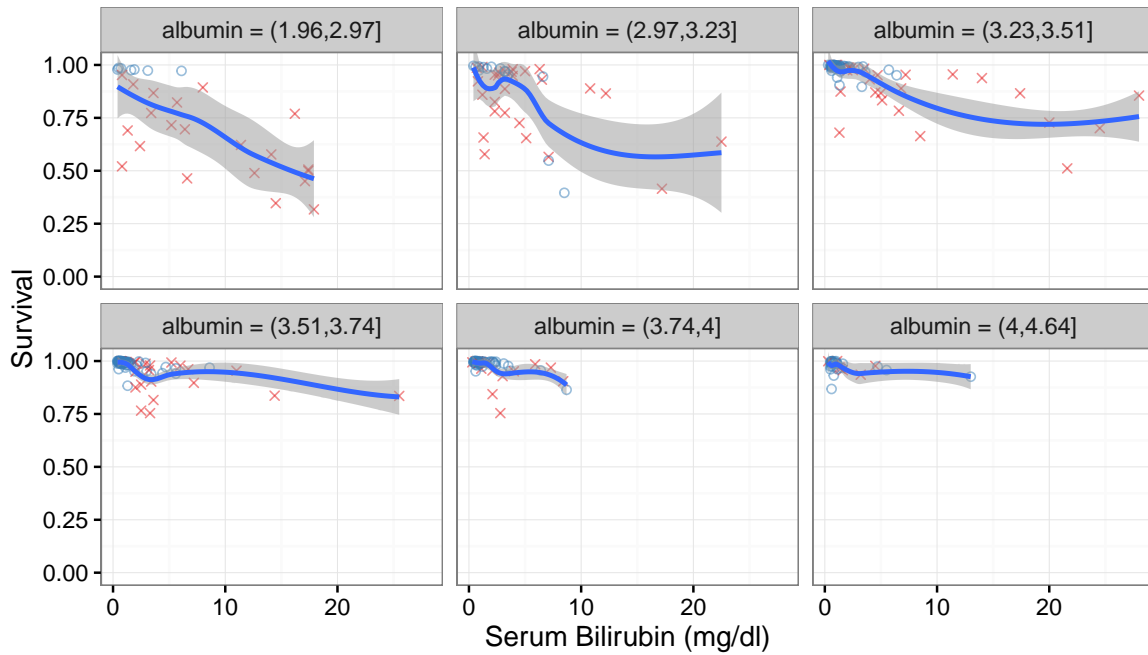 albumin = (1.96,2.97]
albumin = (2.97,3.23]
albumin = (3.23,3.51]
1.00
0.75
0.50
0.25
0.00
Survival
albumin = (3.51,3.74]
albumin = (3.74,4]
albumin = (4,4.64]
1.00
0.75
0.50
0.25
0.00
0 10 20 0 10 20 0 10 20
Serum Bilirubin (mg/dl)